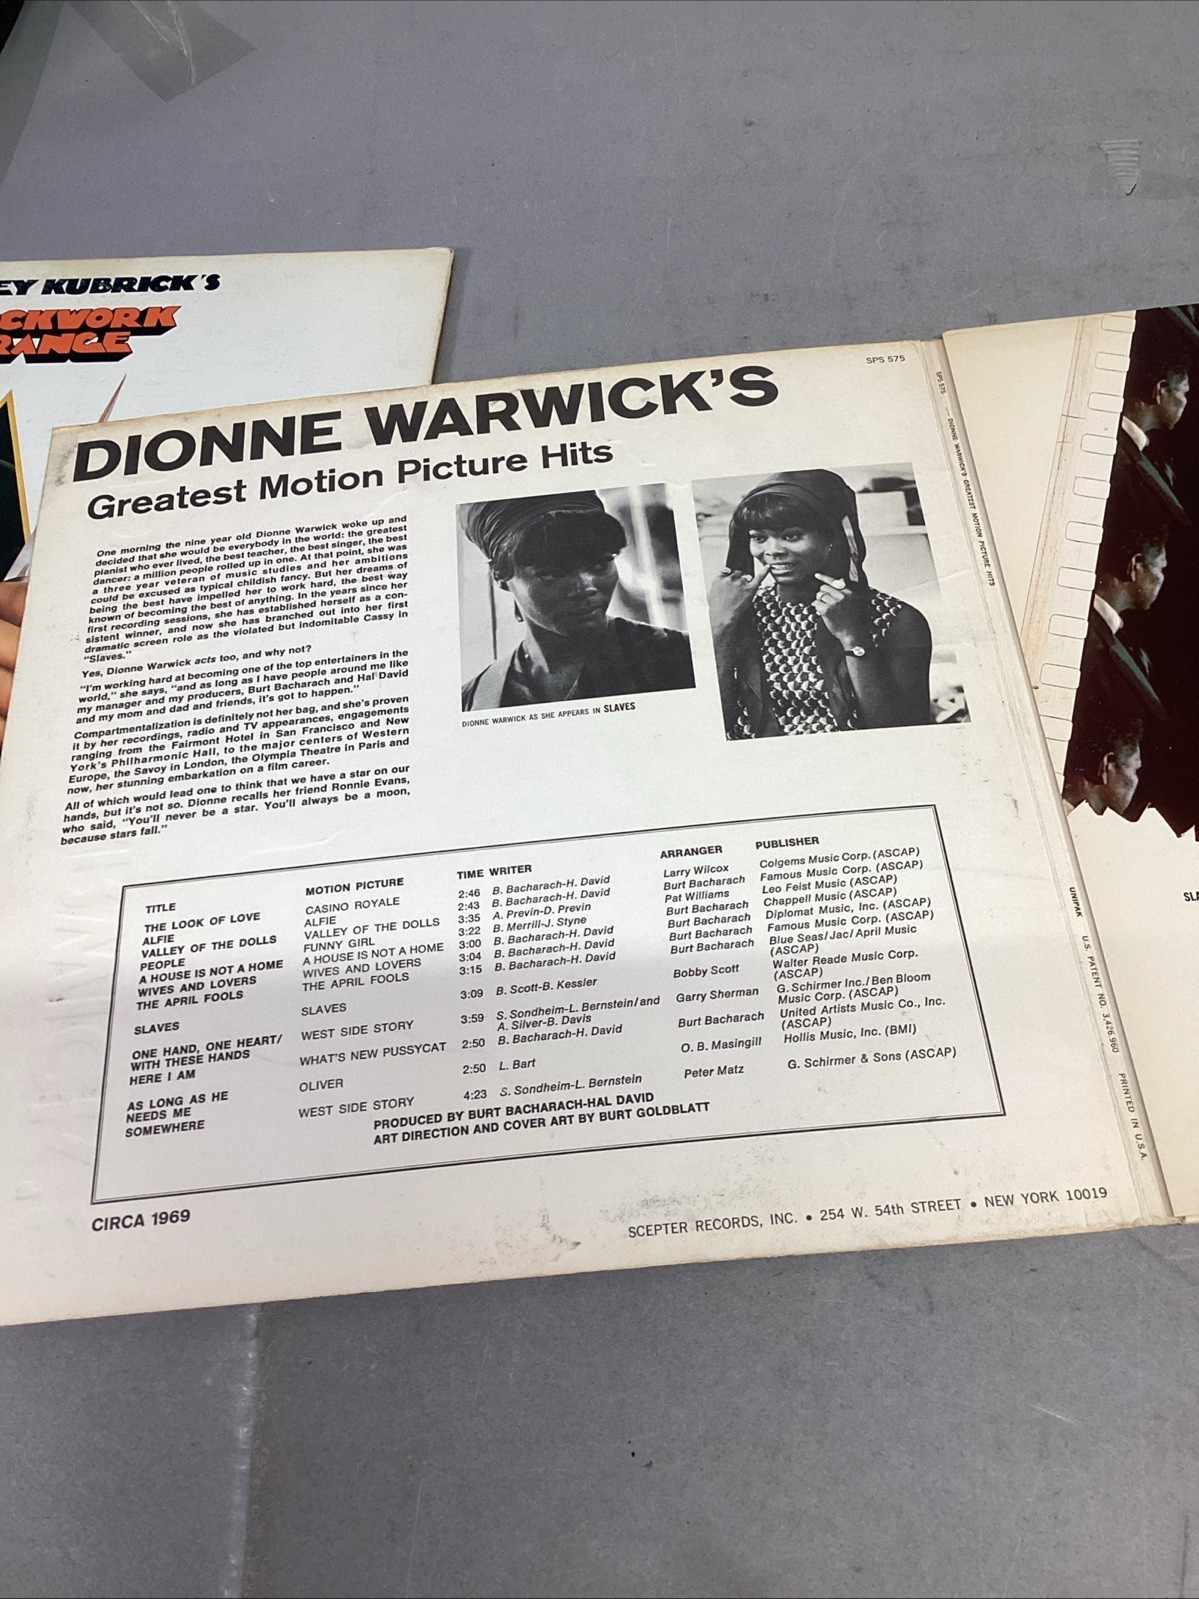 EY KUBRICK'S
CKWORK
RANGE
SPS 575
DIONNE WARWICK'S
Greatest Motion Picture Hits
One morning the nine year old Dionne Warwick woke up and
decided that she would be everybody in the world: the greatest
pianist who ever lived, the best teacher, the best singer, the best
dancer: a million people rolled up in one. At that point, she was
a three year veteran of music studies and her ambitions
could be excused as typical childish fancy. But her dreams of
being the best have impelled her to work hard, the best way
known of becoming the best of anything. In the years since her
first recording sessions, she has established herself as a con-
sistent winner, and now she has branched out into her first
dramatic screen role as the violated but indomitable Cassy in
"Slaves."
Yes, Dionne Warwick acts too, and why not?
"I'm working hard at becoming one of the top entertainers in the
world," she says, "and as long as I have people around me like
my manager and my producers, Burt Bacharach and Hal David
and my mom and dad and friends, it's got to happen."
Compartmentalization is definitely not her bag, and she's proven
it by her recordings, radio and TV appearances, engagements
ranging from the Fairmont Hotel in San Francisco and New
York's Philharmonic Hall, to the major centers of Western
Europe, the Savoy in London, the Olympia Theatre in Paris and
now, her stunning embarkation on a film career.
All of which would lead one to think that we have a star on our
hands, but it's not so. Dionne recalls her friend Ronnie Evans,
who said, "You'll never be a star. You'll always be a moon,
because stars fall."
DIONNE WARWICK AS SHE APPEARS IN SLAVES
TITLE MOTION PICTURE TIME WRITER ARRANGER PUBLISHER
THE LOOK OF LOVE CASINO ROYALE 2:46 B. Bacharach-H. David Larry Wilcox Colgems Music Corp. (ASCAP)
ALFIE ALFIE 2:43 B. Bacharach-H. David Burt Bacharach Famous Music Corp. (ASCAP)
VALLEY OF THE DOLLS VALLEY OF THE DOLLS 3:35 A. Previn-D. Previn Pat Williams Leo Feist Music (ASCAP)
PEOPLE FUNNY GIRL 3:22 B. Merrill-J. Styne Burt Bacharach Chappell Music (ASCAP)
A HOUSE IS NOT A HOME A HOUSE IS NOT A HOME 3:00 B. Bacharach-H. David Burt Bacharach Diplomat Music, Inc. (ASCAP)
WIVES AND LOVERS WIVES AND LOVERS 3:04 B. Bacharach-H. David Burt Bacharach Famous Music Corp. (ASCAP)
THE APRIL FOOLS THE APRIL FOOLS 3:15 B. Bacharach-H. David Burt Bacharach Blue Seas/Jac/April Music
(ASCAP)
SLAVES SLAVES 3:09 B. Scott-B. Kessler Bobby Scott Walter Reade Music Corp.
(ASCAP)
ONE HAND, ONE HEART/ WEST SIDE STORY 3:59 S. Sondheim-L. Bernstein/and Garry Sherman G. Schirmer Inc./Ben Bloom
WITH THESE HANDS A. Silver-B. Davis Music Corp. (ASCAP)
HERE I AM WHAT'S NEW PUSSYCAT 2:50 B. Bacharach-H. David Burt Bacharach United Artists Music Co., Inc.
(ASCAP)
AS LONG AS HE OLIVER 2:50 L. Bart O. B. Masingill Hollis Music, Inc. (BMI)
NEEDS ME
SOMEWHERE WEST SIDE STORY 4:23 S. Sondheim-L. Bernstein Peter Matz G. Schirmer & Sons (ASCAP)
PRODUCED BY BURT BACHARACH-HAL DAVID
ART DIRECTION AND COVER ART BY BURT GOLDBLATT
CIRCA 1969
SCEPTER RECORDS, INC. • 254 W. 54th STREET • NEW YORK 10019
SPS 575 DIONNE WARWICK'S GREATEST MOTION PICTURE HITS
UNIPAK U.S. PATENT NO. 3,426,960 PRINTED IN U.S.A.
SLA